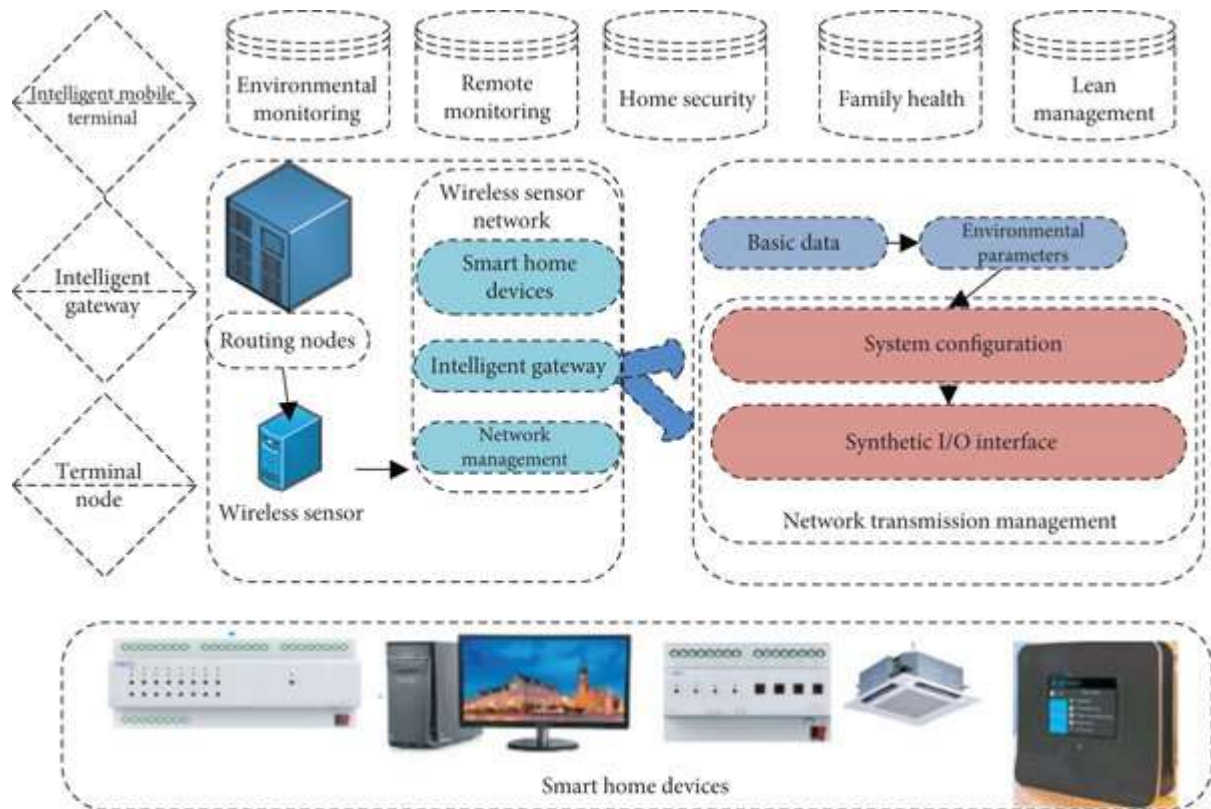 Intelligent mobile
terminal
Environmental
monitoring
Remote
monitoring
Home security
Family health
Lean
management
Intelligent
gateway
Terminal
node
Routing nodes
Wireless sensor
Wireless sensor
network
Smart home
devices
Intelligent gateway
Network
management
Basic data
Environmental
parameters
System configuration
Synthetic I/O interface
Network transmission management
Smart home devices